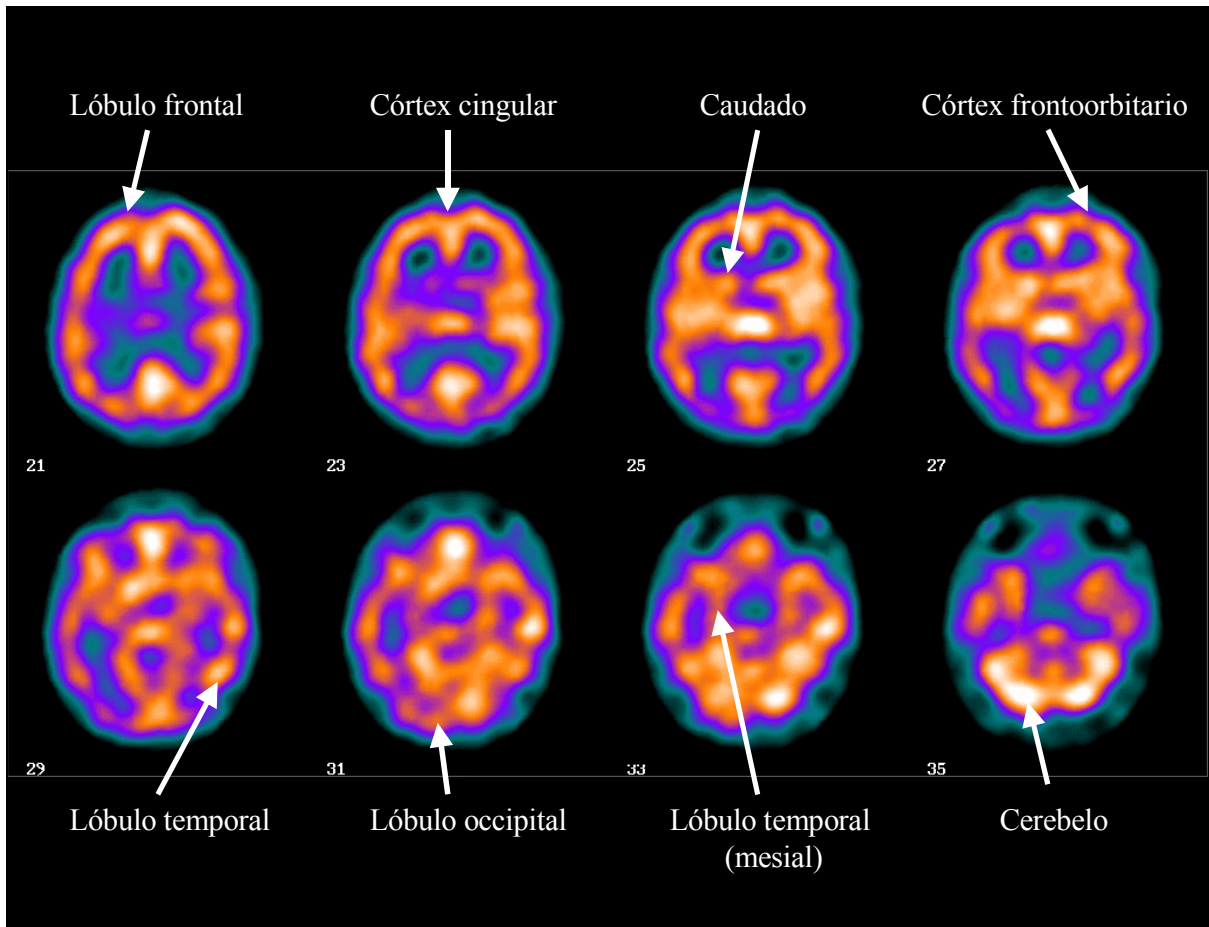 Lóbulo frontal
Córtex cingular
Caudado
Córtex frontoorbitario
21
23
25
27
29
31
33
35
Lóbulo temporal
Lóbulo occipital
Lóbulo temporal
(mesial)
Cerebelo